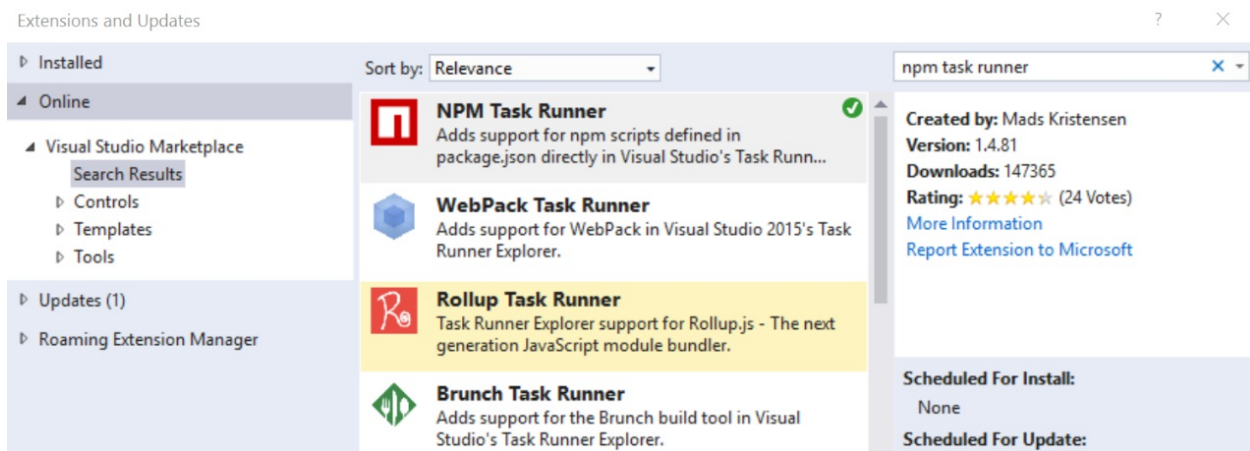 Extensions and Updates
?
Installed
Online
Visual Studio Marketplace
Search Results
Controls
Templates
Tools
Updates (1)
Roaming Extension Manager
Sort by: Relevance
NPM Task Runner
Adds support for npm scripts defined in
package.json directly in Visual Studio's Task Runn...
WebPack Task Runner
Adds support for WebPack in Visual Studio 2015's Task
Runner Explorer.
Rollup Task Runner
Task Runner Explorer support for Rollup.js - The next
generation JavaScript module bundler.
Brunch Task Runner
Adds support for the Brunch build tool in Visual
Studio's Task Runner Explorer.
npm task runner
Created by: Mads Kristensen
Version: 1.4.81
Downloads: 147365
Rating: (24 Votes)
More Information
Report Extension to Microsoft
Scheduled For Install:
None
Scheduled For Update: